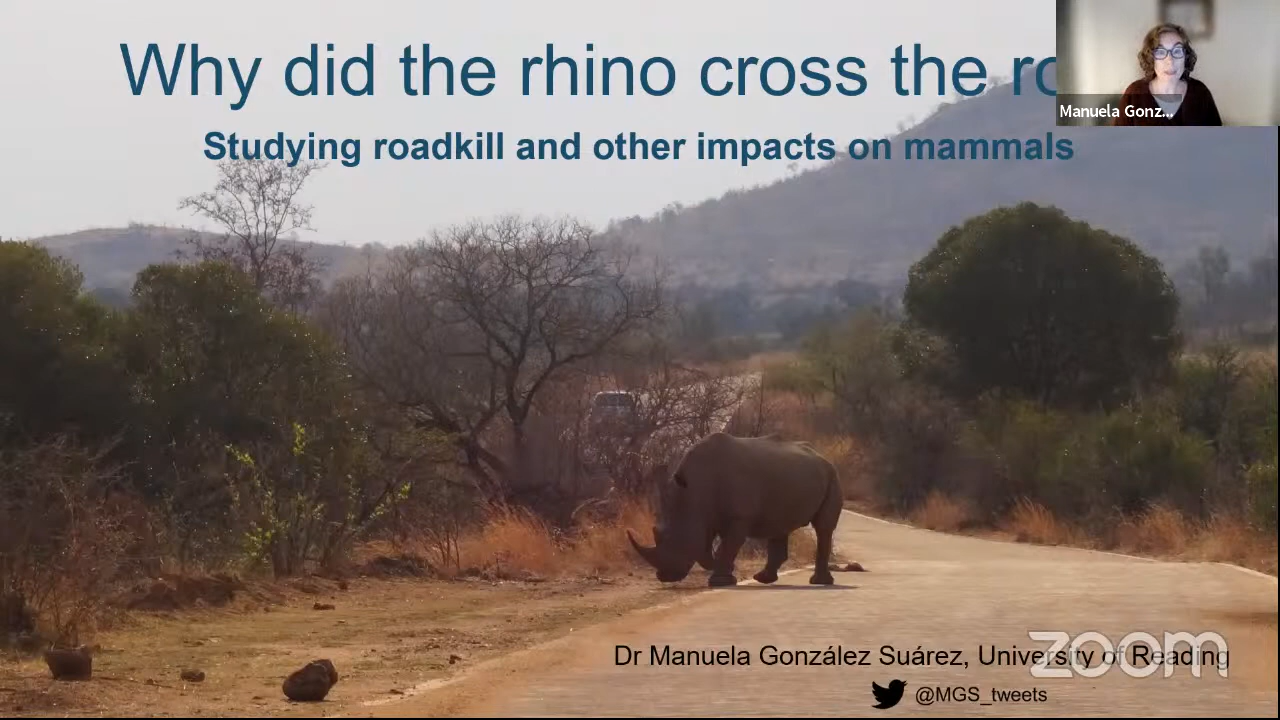 Why did the rhino cross the ro
Manuela Gonz...
Studying roadkill and other impacts on mammals
Dr Manuela González Suárez, University of Reading
zoom
@MGS_tweets